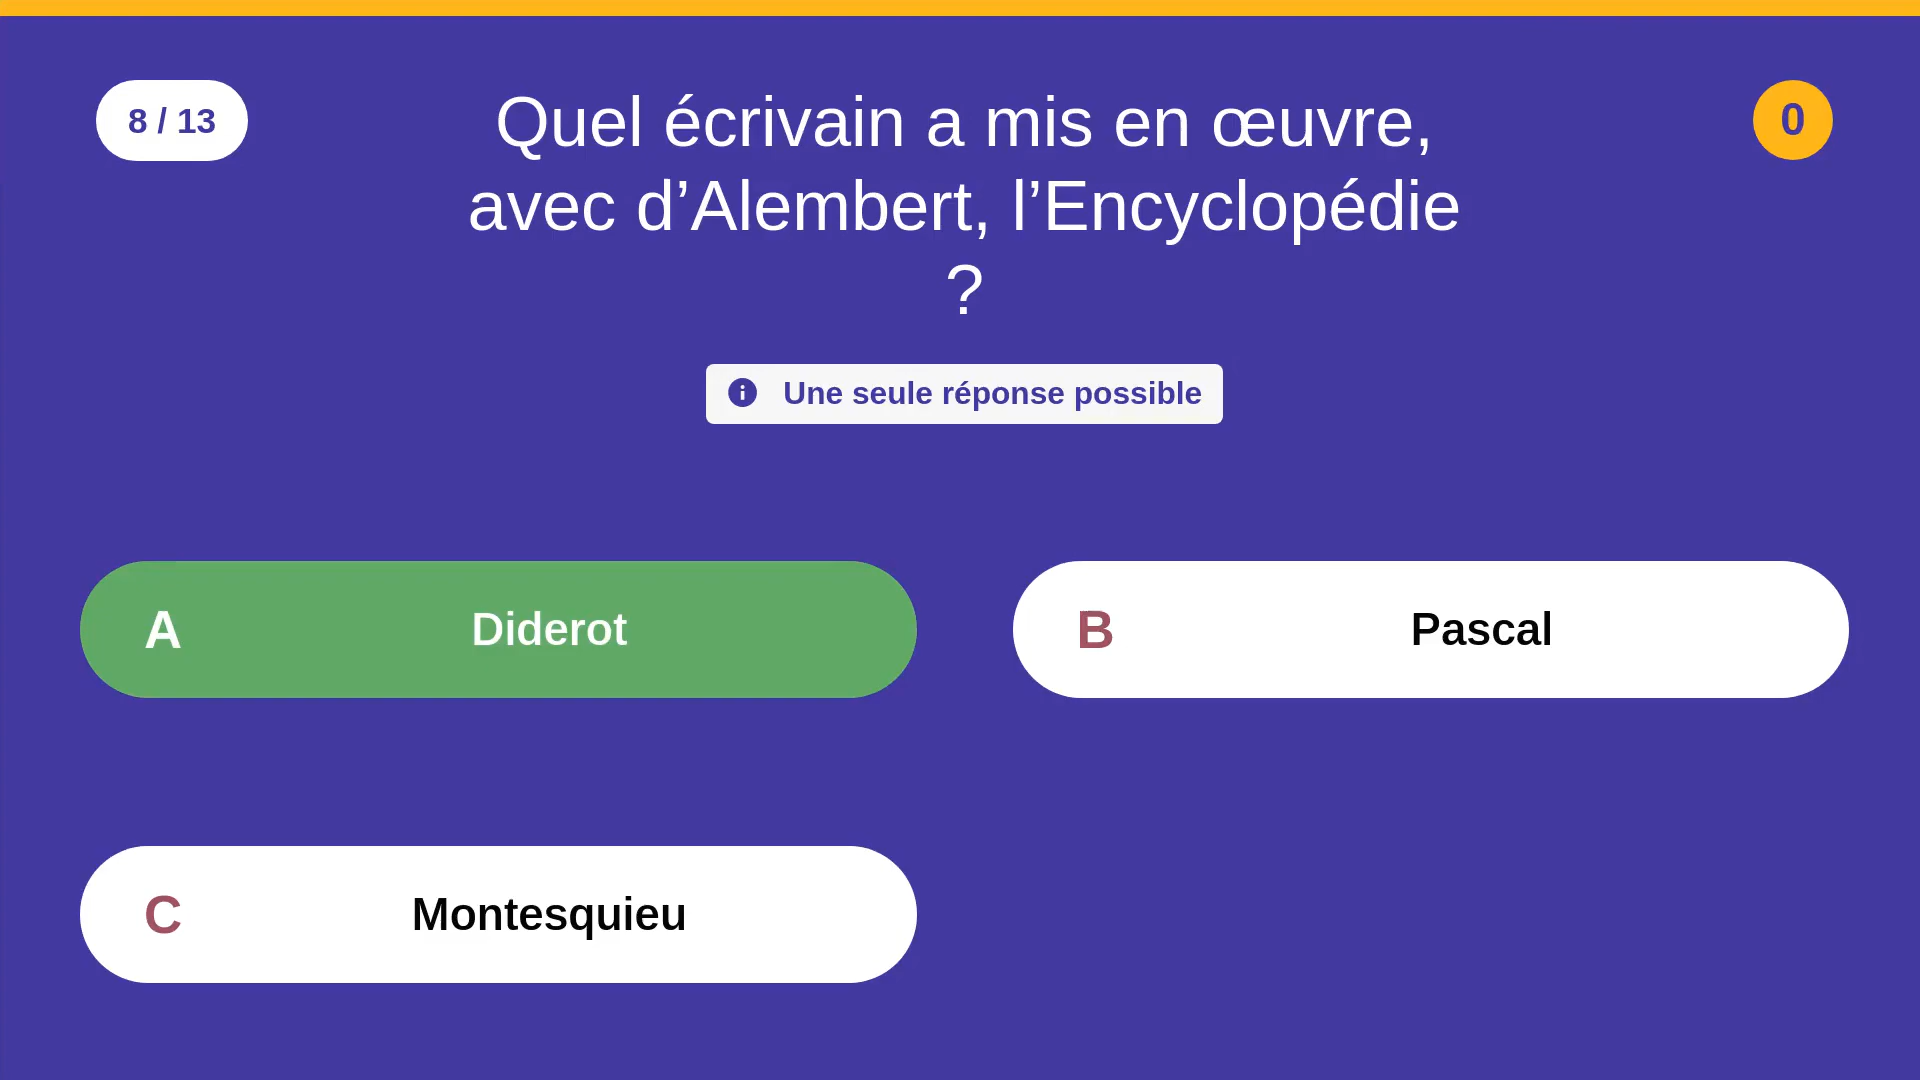 8 / 13
Quel écrivain a mis en œuvre,
avec d’Alembert, l’Encyclopédie
?
0
Une seule réponse possible
A Diderot
B Pascal
C Montesquieu